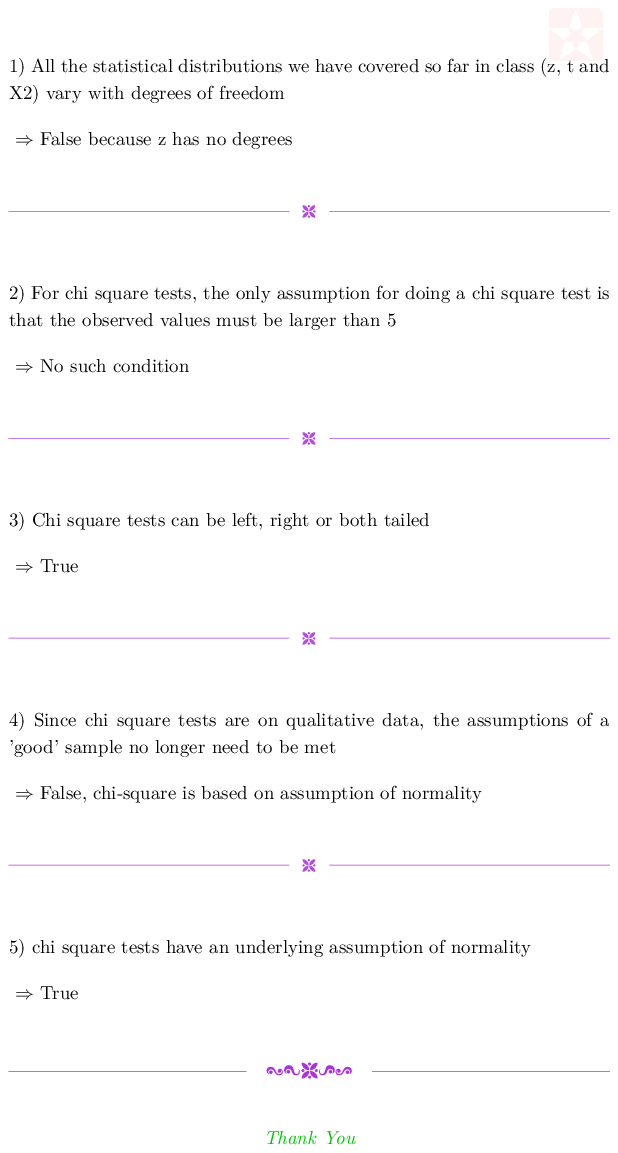 1) All the statistical distributions we have covered so far in class (z, t and
X2) vary with degrees of freedom
⇒ False because z has no degrees
2) For chi square tests, the only assumption for doing a chi square test is
that the observed values must be larger than 5
⇒ No such condition
3) Chi square tests can be left, right or both tailed
⇒ True
4) Since chi square tests are on qualitative data, the assumptions of a
'good' sample no longer need to be met
⇒ False, chi-square is based on assumption of normality
5) chi square tests have an underlying assumption of normality
⇒ True
Thank You